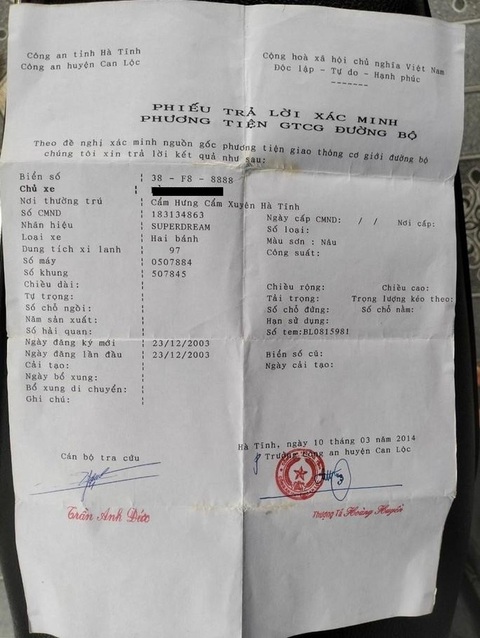 Công an tỉnh Hà Tĩnh
Công an huyện Can Lộc
Cộng hoà xã hội chủ nghĩa Việt Nam
Độc lập - Tự do - Hạnh phúc
-------
PHIẾU TRẢ LỜI XÁC MINH
PHƯƠNG TIỆN GTCG ĐƯỜNG BỘ
Theo đề nghị xác minh nguồn gốc phương tiện giao thông cơ giới đường bộ
chúng tôi xin trả lời kết quả như sau:
Biển số ¦ 38 - F8 - 8888
Chủ xe ¦
Nơi thường trú ¦ Cẩm Hưng Cẩm Xuyên Hà Tĩnh
Số CMND ¦ 183134863 Ngày cấp CMND: / / Nơi cấp:
Nhãn hiệu ¦ SUPERDREAM Số loại:
Loại xe ¦ Hai bánh Màu sơn : Nâu
Dung tích xi lanh ¦ 97 Công suất:
Số máy ¦ 0507884
Số khung ¦ 507845
Chiều dài: ¦ Chiều rộng: Chiều cao:
Tự trọng: ¦ Tải trọng: Trọng lượng kéo theo:
Số chỗ ngồi: ¦ Số chỗ đứng: Số chỗ nằm:
Năm sản xuất: ¦ Hạn sử dụng:
Số hải quan: ¦ Số tem:BL0815981
Ngày đăng ký mới ¦ 23/12/2003
Ngày đăng lần đầu ¦ 23/12/2003 Biển số cũ:
Cải tạo: ¦ Ngày cải tạo:
Ngày bổ xung: ¦
Bổ xung di chuyển: ¦
Ghi chú: ¦
Hà Tĩnh, ngày 10 tháng 03 năm 2014
Cán bộ tra cứu
Trưởng công an huyện Can Lộc
Trần Anh Đức
Thượng Tá Hoàng Huyến